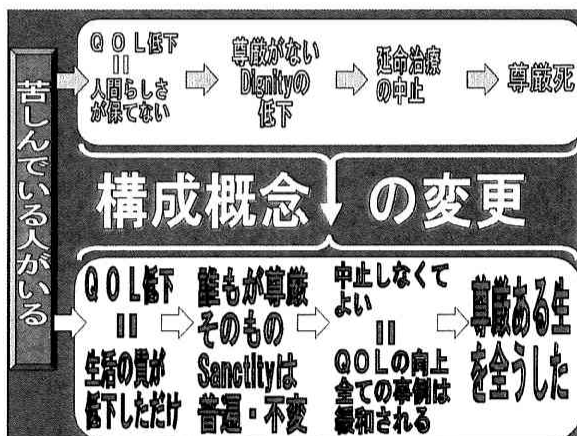 苦しんでいる人がいる
QOL低下
=
人間らしさ
が保てない
尊厳がない
Dignityの
低下
延命治療
の中止
尊厳死
構成概念の変更
QOL低下
=
生活の質が
低下しただけ
誰もが尊厳
そのもの
Sanctityは
普遍・不変
中止しなくて
よい
=
QOLの向上
全ての事例は
緩和される
尊厳ある生
を全うした